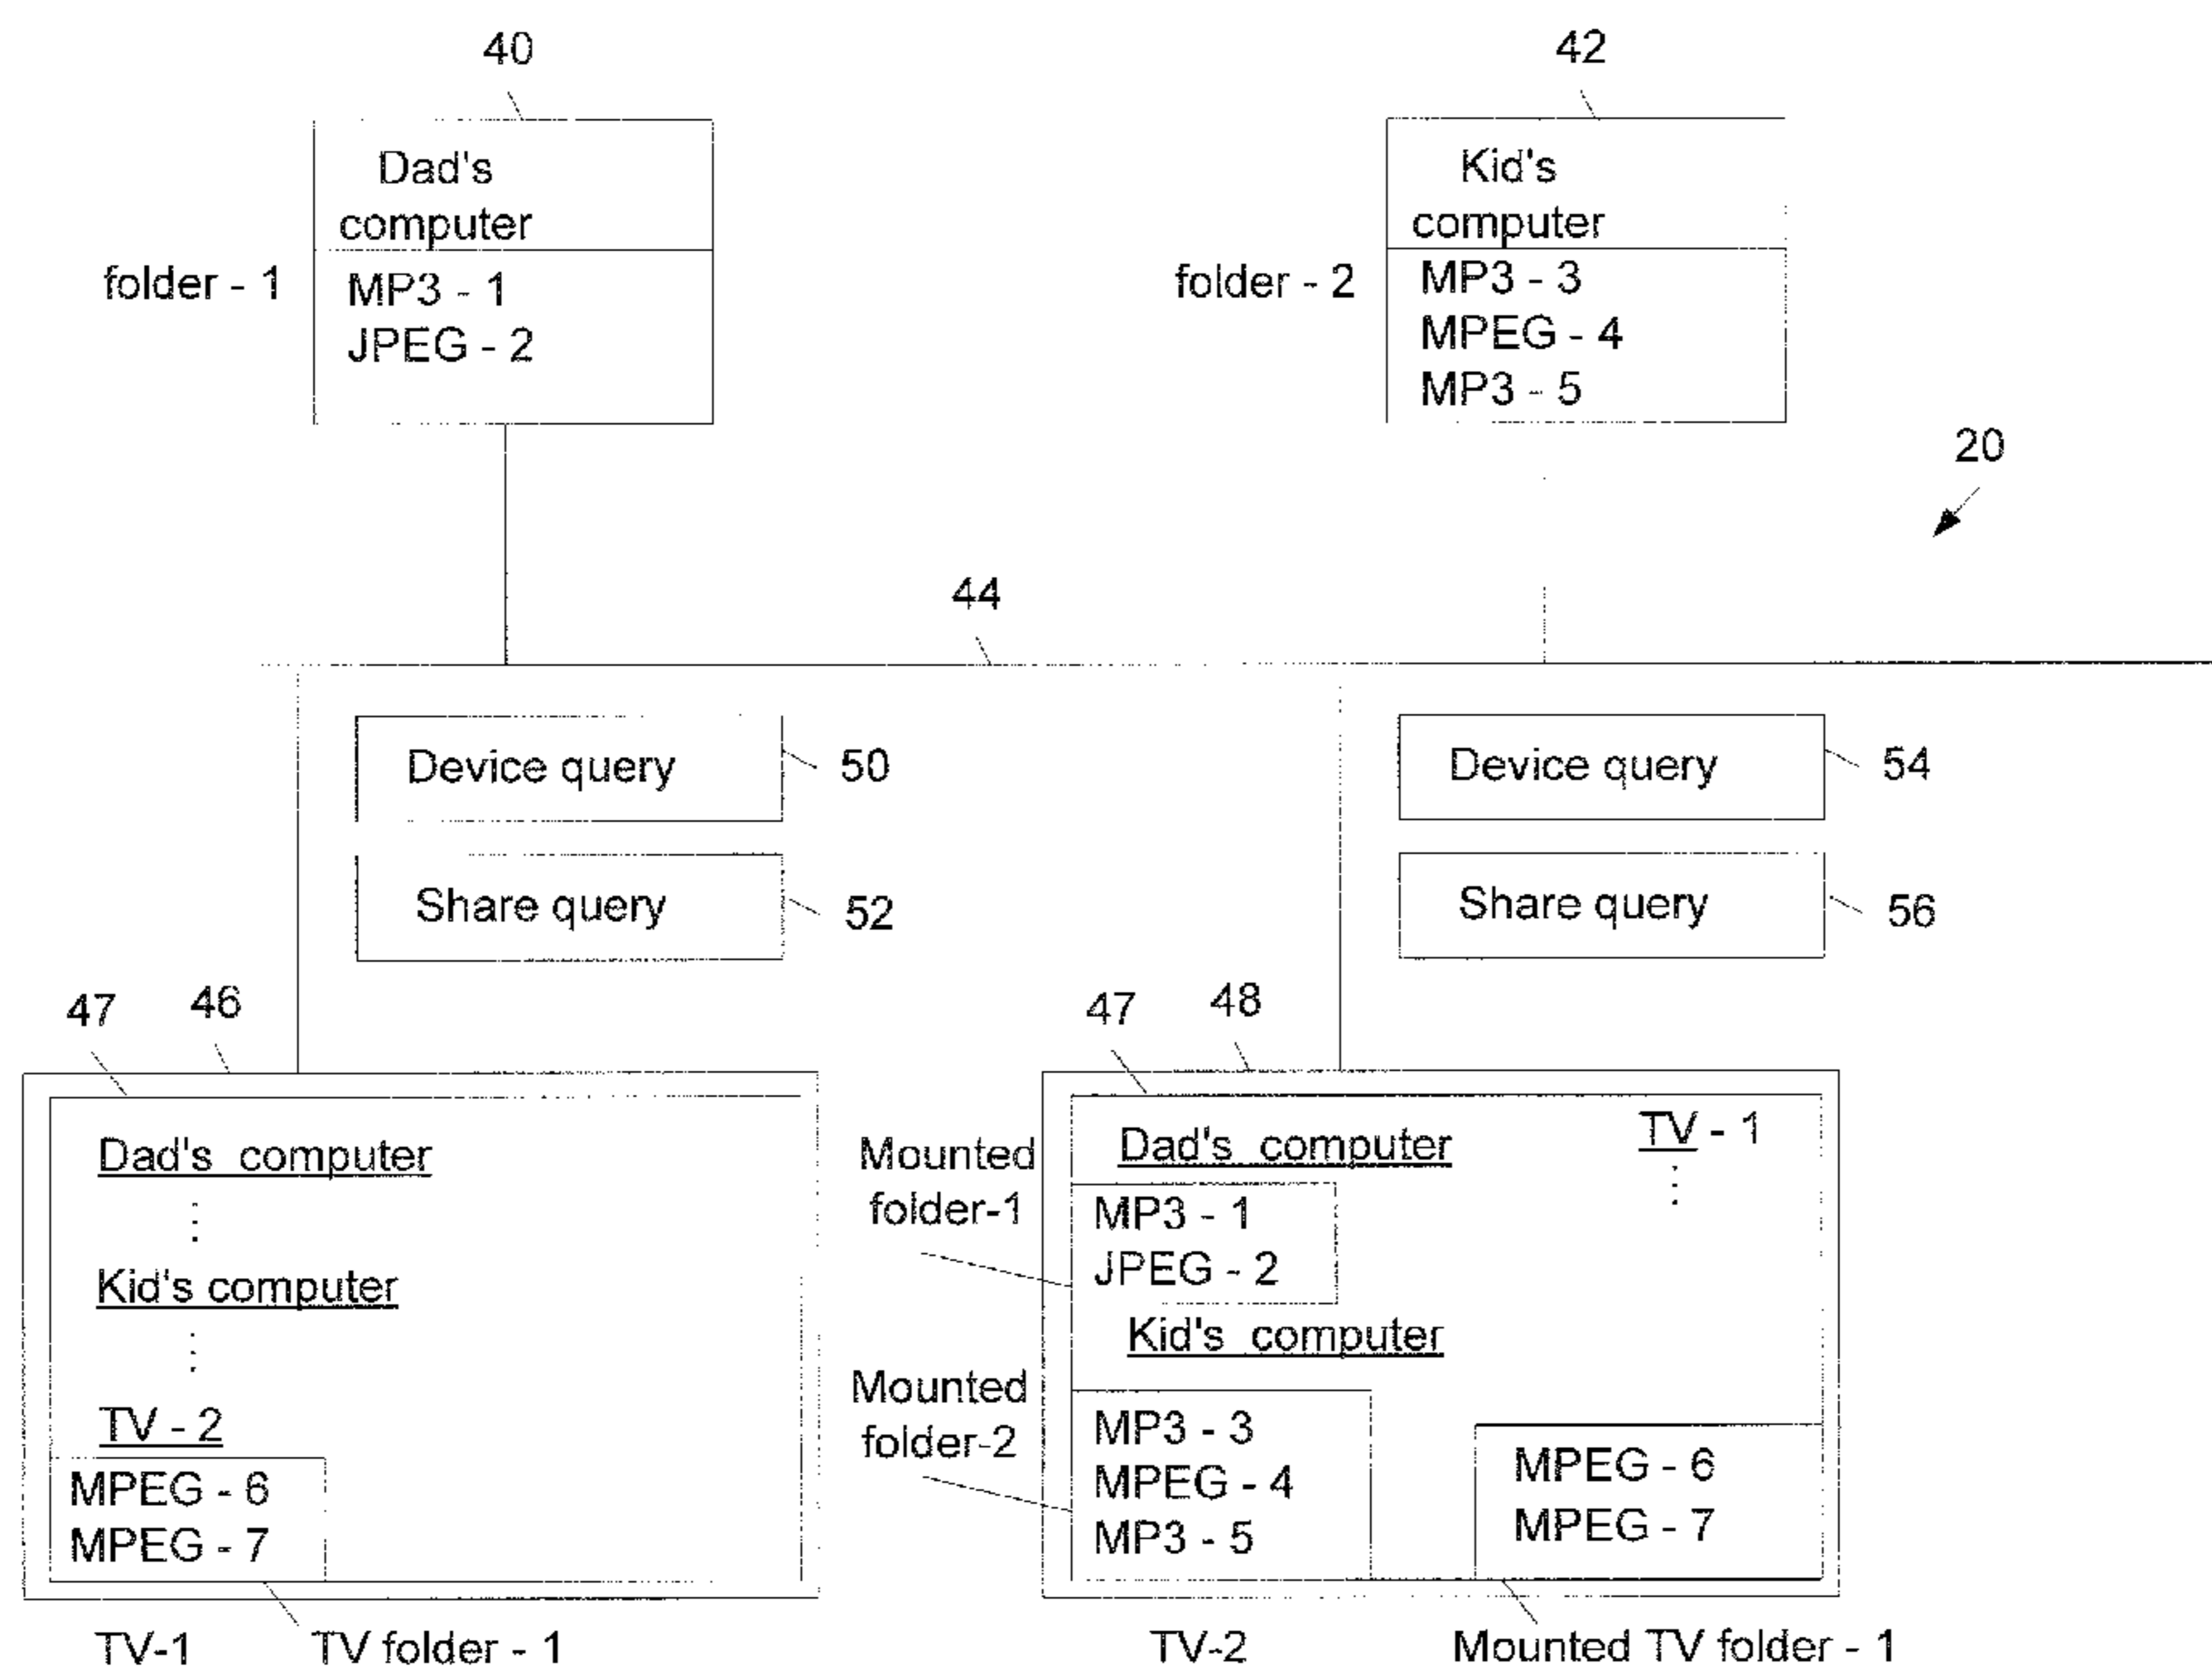 40
42
Dad's
computer
folder - 1
MP3 - 1
JPEG - 2
Kid's
computer
folder - 2
MP3 - 3
MPEG - 4
MP3 - 5
20
44
Device query
50
Share query
52
Device query
54
Share query
56
47
46
Dad's computer
Kid's computer
TV - 2
MPEG - 6
MPEG - 7
TV-1
TV folder - 1
47
48
Mounted
folder-1
Dad's computer
TV - 1
MP3 - 1
JPEG - 2
Kid's computer
Mounted
folder-2
MP3 - 3
MPEG - 4
MP3 - 5
MPEG - 6
MPEG - 7
TV-2
Mounted TV folder - 1